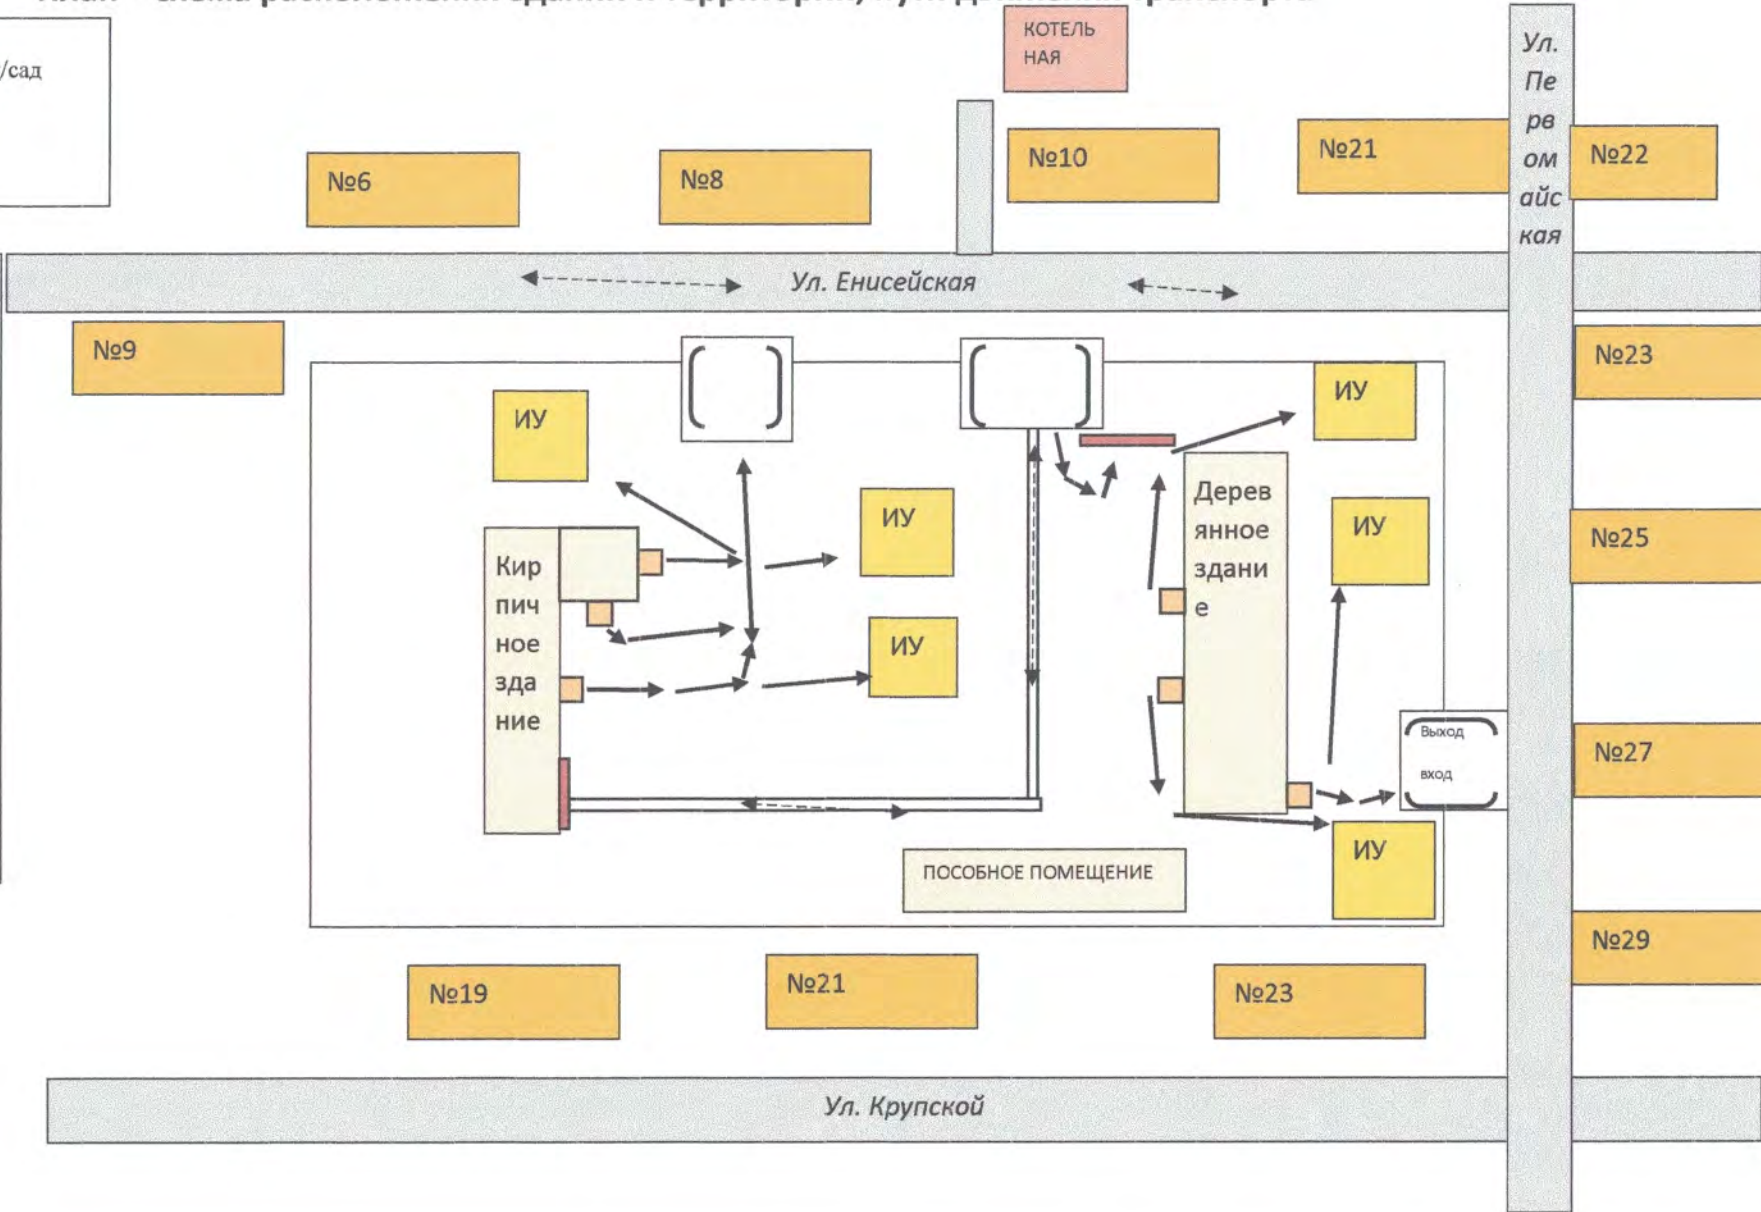 /сад
КОТЕЛЬ
НАЯ
Ул.
Пе
рв
ом
айс
кая
№6
№8
№10
№21
№22
Ул. Енисейская
№9
№23
ИУ
ИУ
ИУ
ИУ
ИУ
ИУ
Кир
пич
ное
зда
ние
Дерев
янное
здани
е
№25
Выход
вход
№27
ПОСОБНОЕ ПОМЕЩЕНИЕ
№29
№19
№21
№23
Ул. Крупской